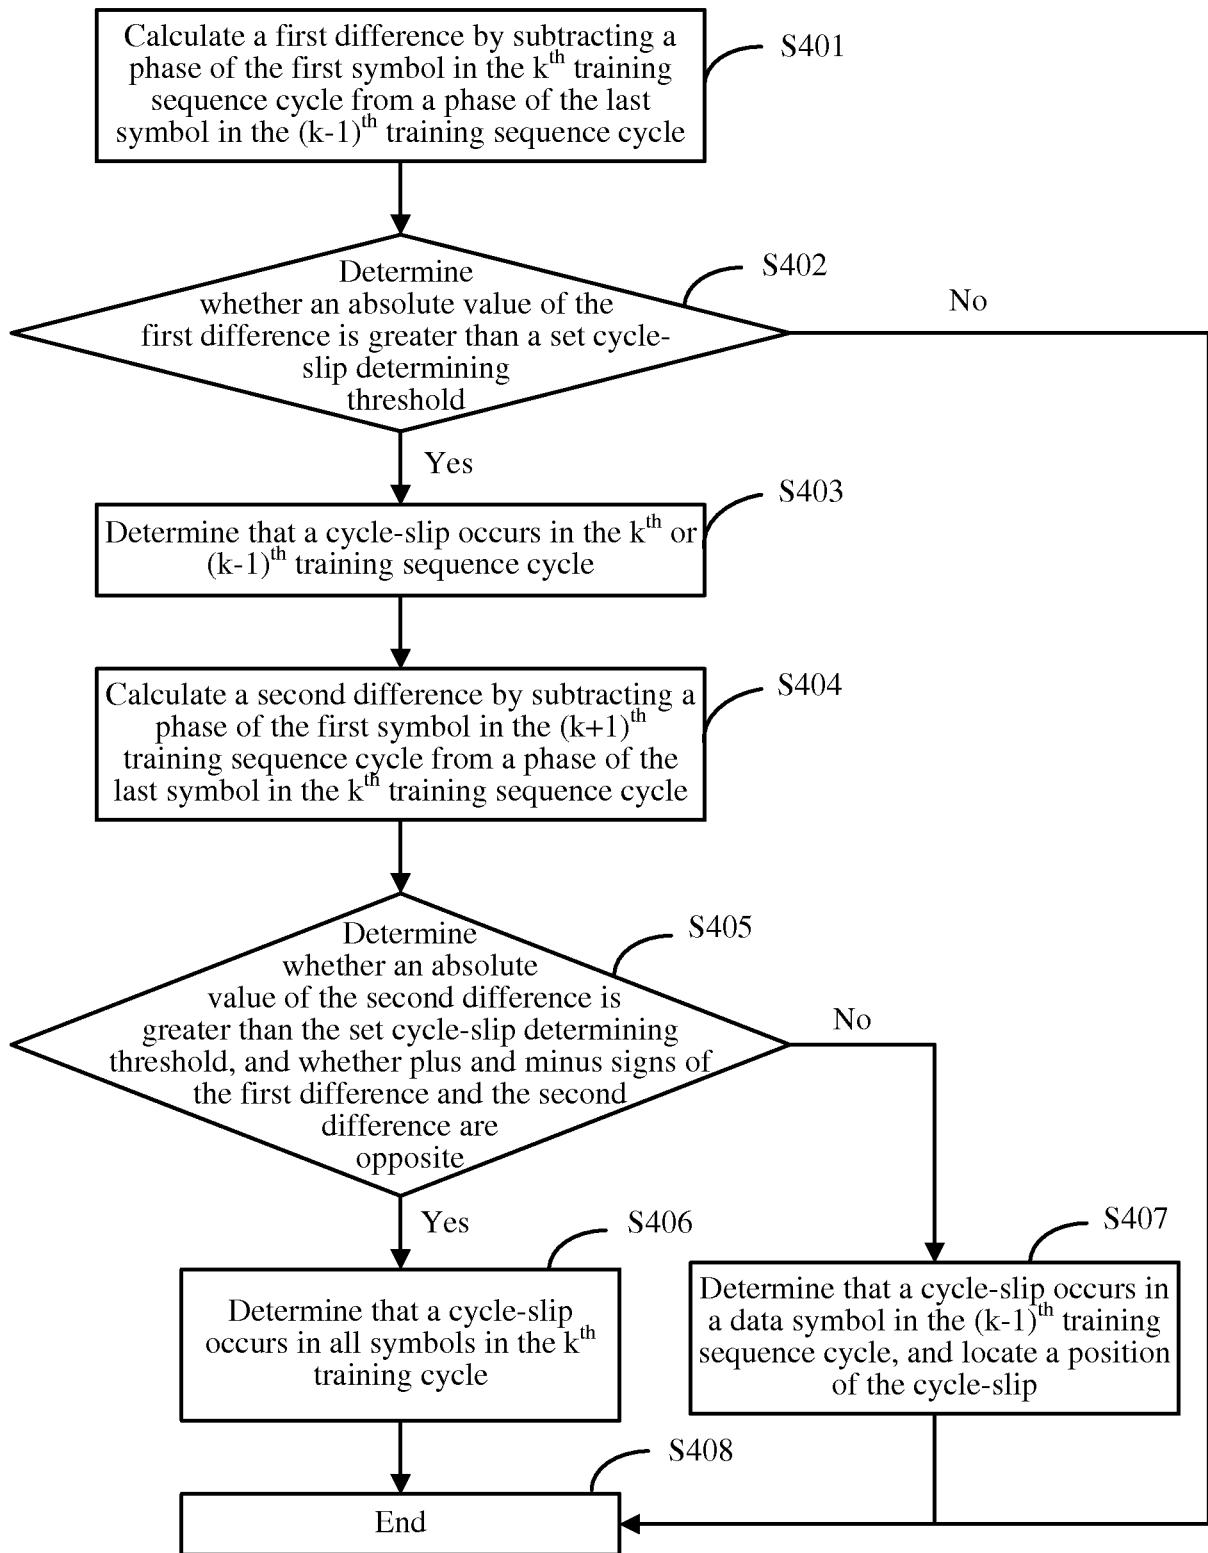 Calculate a first difference by subtracting a
phase of the first symbol in the kth training
sequence cycle from a phase of the last
symbol in the (k-1)th training sequence cycle
S401
Determine
whether an absolute value of the
first difference is greater than a set cycle-
slip determining
threshold
S402
No
Yes
Determine that a cycle-slip occurs in the kth or
(k-1)th training sequence cycle
S403
Calculate a second difference by subtracting a
phase of the first symbol in the (k+1)th
training sequence cycle from a phase of the
last symbol in the kth training sequence cycle
S404
Determine
whether an absolute
value of the second difference is
greater than the set cycle-slip determining
threshold, and whether plus and minus signs of
the first difference and the second
difference are
opposite
S405
No
Yes
Determine that a cycle-slip
occurs in all symbols in the kth
training cycle
S406
Determine that a cycle-slip occurs in
a data symbol in the (k-1)th training
sequence cycle, and locate a position
of the cycle-slip
S407
End
S408